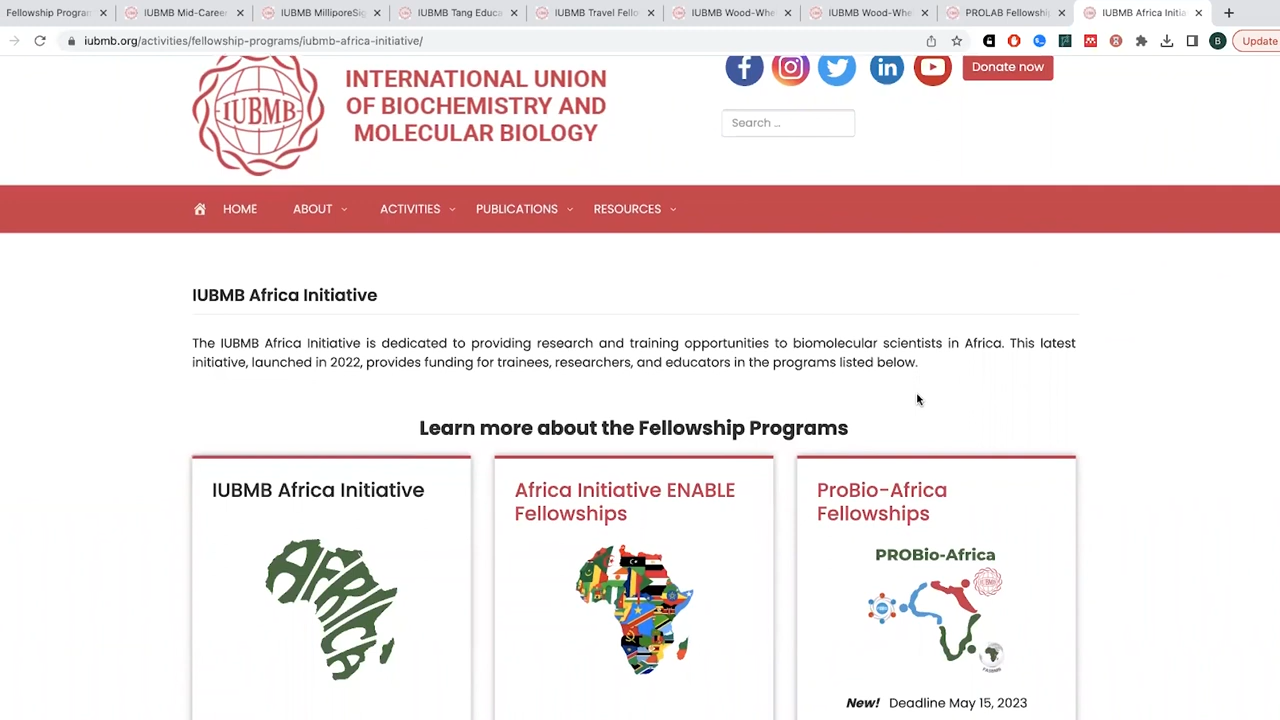 Fellowship Program
IUBMB Mid-Career
IUBMB MilliporeSig
IUBMB Tang Educa
IUBMB Travel Fello
IUBMB Wood-Whe
IUBMB Wood-Whe
PROLAB Fellowship
IUBMB Africa Initia
iubmb.org/activities/fellowship-programs/iubmb-africa-initiative/
B
Update
IUBMB
INTERNATIONAL UNION
OF BIOCHEMISTRY AND
MOLECULAR BIOLOGY
Donate now
Search ...
HOME
ABOUT
ACTIVITIES
PUBLICATIONS
RESOURCES
IUBMB Africa Initiative
The IUBMB Africa Initiative is dedicated to providing research and training opportunities to biomolecular scientists in Africa. This latest
initiative, launched in 2022, provides funding for trainees, researchers, and educators in the programs listed below.
Learn more about the Fellowship Programs
IUBMB Africa Initiative
AFRICA
Africa Initiative ENABLE
Fellowships
ProBio-Africa
Fellowships
PROBio-Africa
New! Deadline May 15, 2023